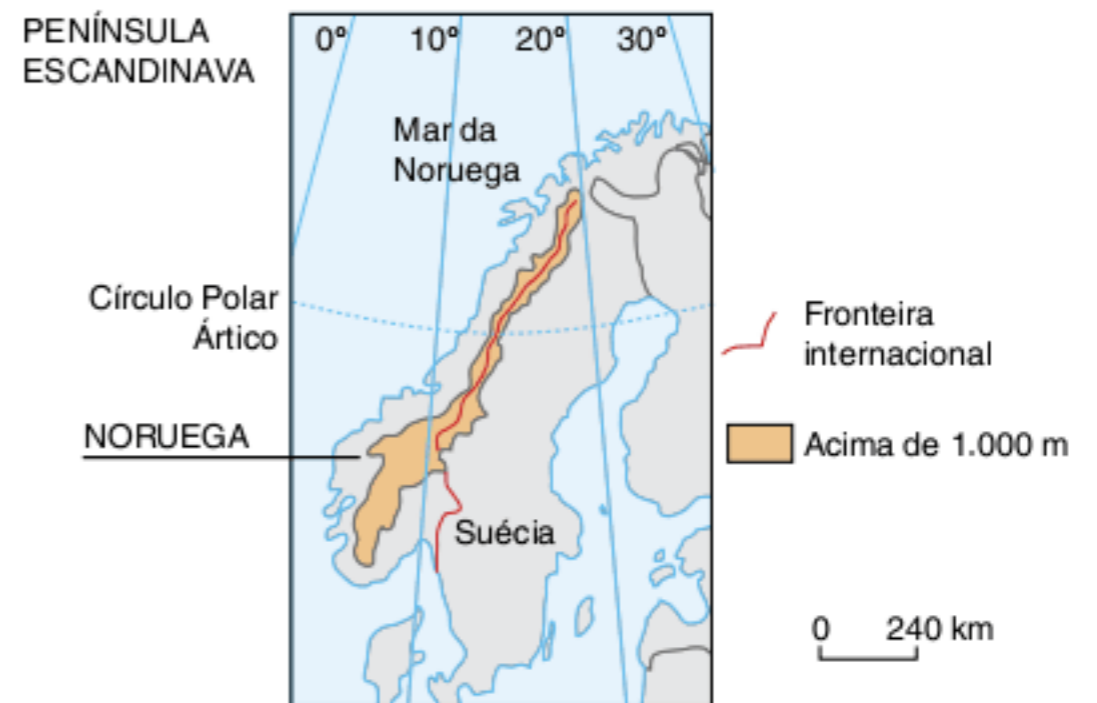 PENÍNSULA
ESCANDINAVA
0º 10º 20º 30º
Mar da
Noruega
Círculo Polar
Ártico
Fronteira
internacional
NORUEGA
Acima de 1.000 m
Suécia
0 240 km